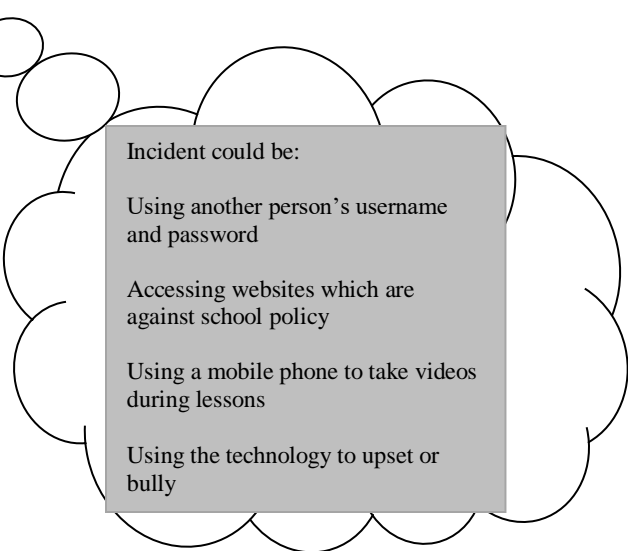 Incident could be:
Using another person’s username
and password
Accessing websites which are
against school policy
Using a mobile phone to take videos
during lessons
Using the technology to upset or
bully